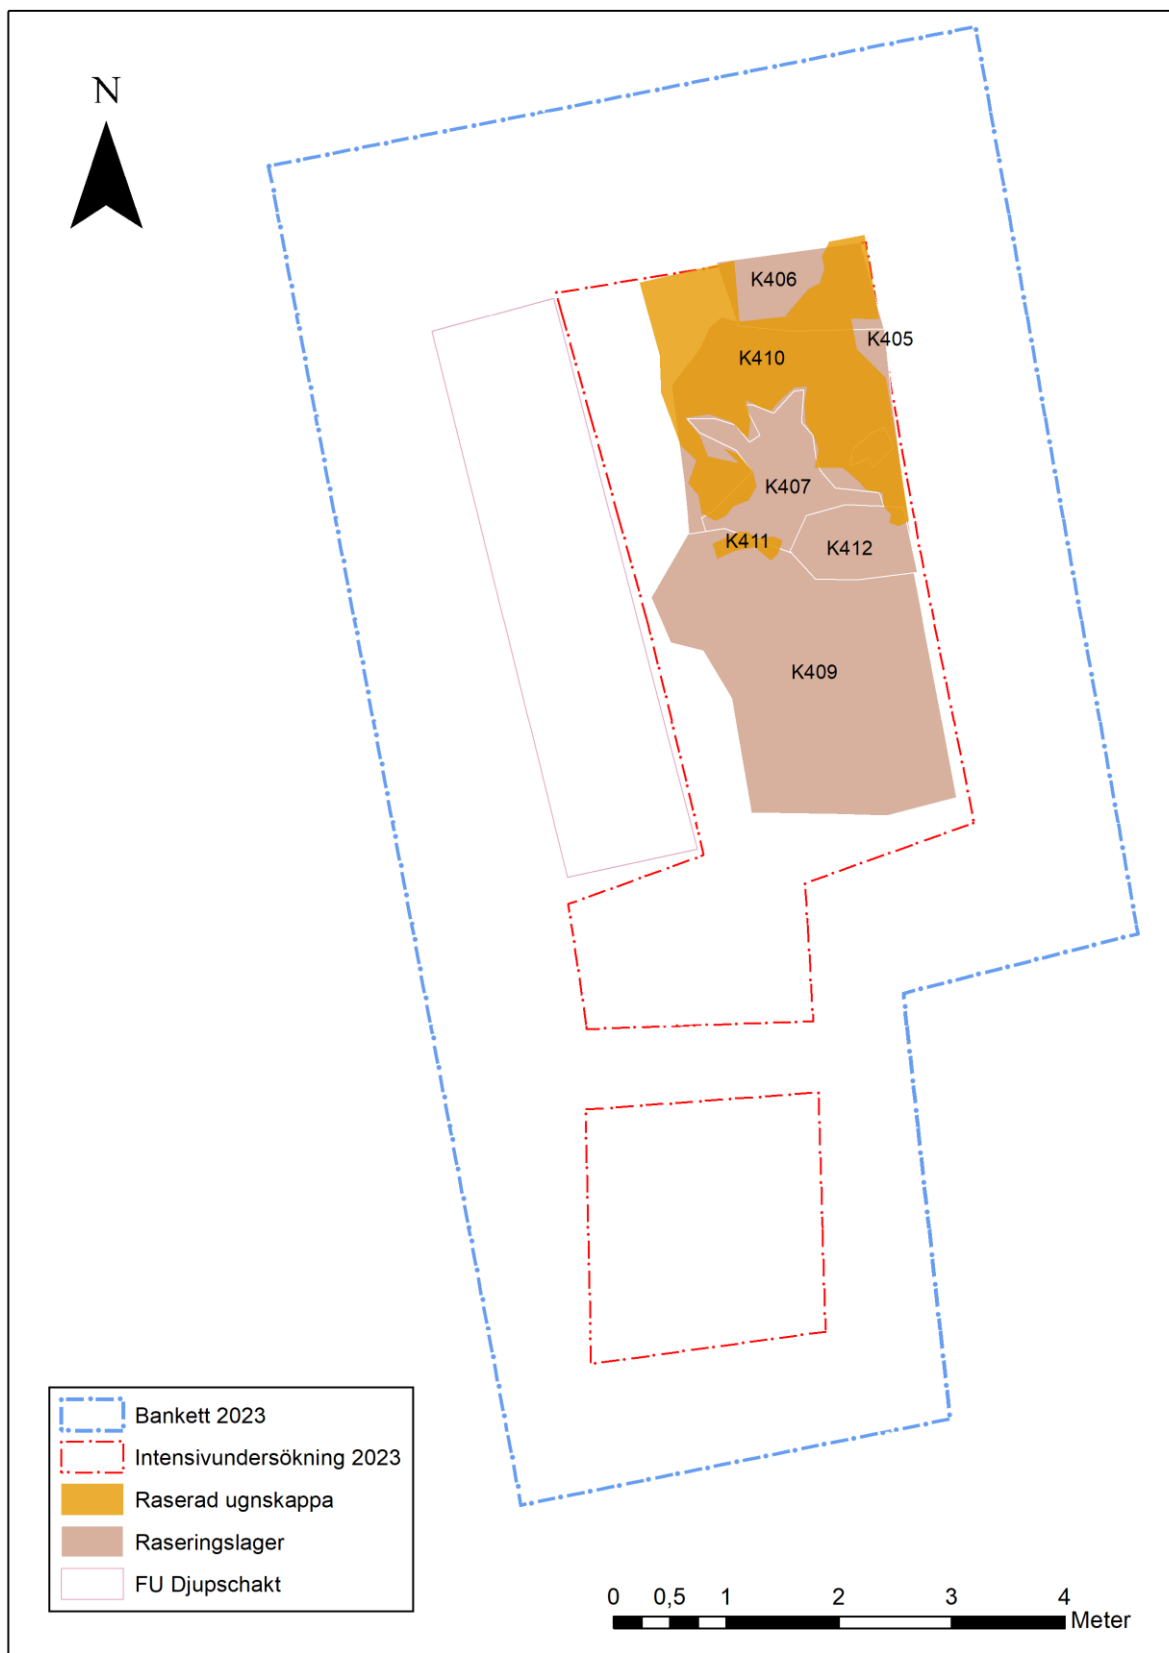 N
K406
K405
K410
K407
K411
K412
K409
Bankett 2023
Intensivundersökning 2023
Raserad ugnskappa
Raseringslager
FU Djupschakt
0 0,5 1 2 3 4
Meter